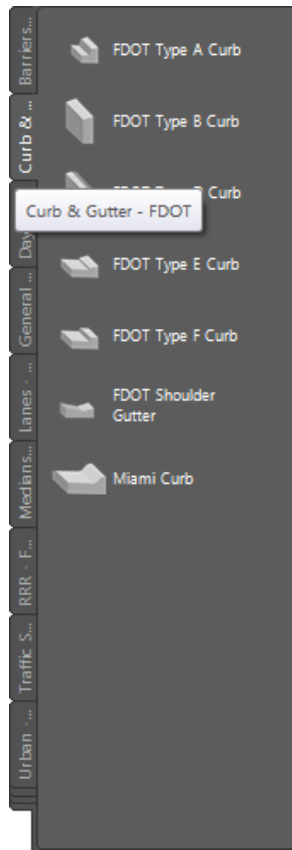 Barriers...
FDOT Type A Curb
Curb & ...
FDOT Type B Curb
Curb
Curb & Gutter - FDOT
Day
FDOT Type E Curb
General ...
FDOT Type F Curb
Lanes - ...
FDOT Shoulder
Gutter
Medians...
Miami Curb
RRR - F...
Traffic S...
Urban -...